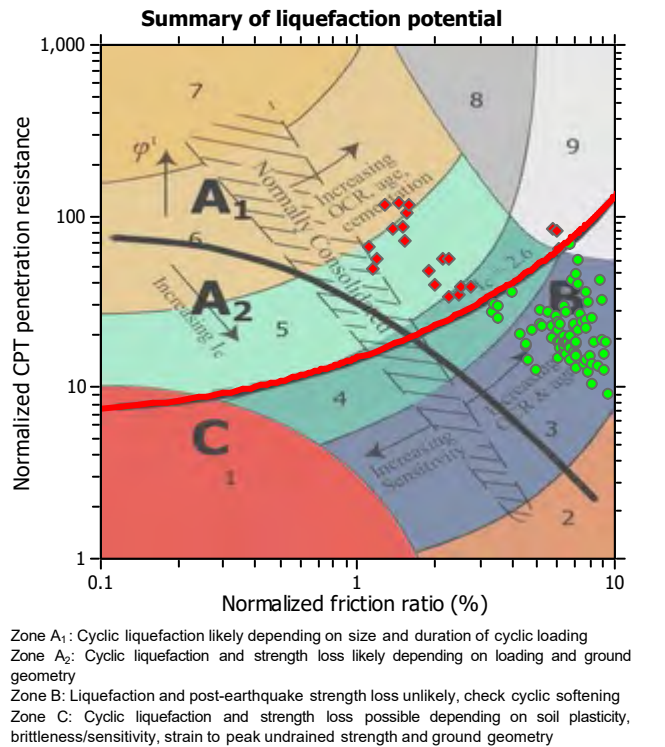 Summary of liquefaction potential
1,000
7
8
φ'
9
Increasing
OCR, age,
cementation
Normally Consolidated
A1
100
6
Ic = 2.6
A2
B
Increasing Ic
5
10
4
Increasing
OCR & age
C
3
Increasing
Sensitivity
1
2
1
0.1
1
10
Normalized CPT penetration resistance
Normalized friction ratio (%)
Zone A1: Cyclic liquefaction likely depending on size and duration of cyclic loading
Zone A2: Cyclic liquefaction and strength loss likely depending on loading and ground
geometry
Zone B: Liquefaction and post-earthquake strength loss unlikely, check cyclic softening
Zone C: Cyclic liquefaction and strength loss possible depending on soil plasticity,
brittleness/sensitivity, strain to peak undrained strength and ground geometry